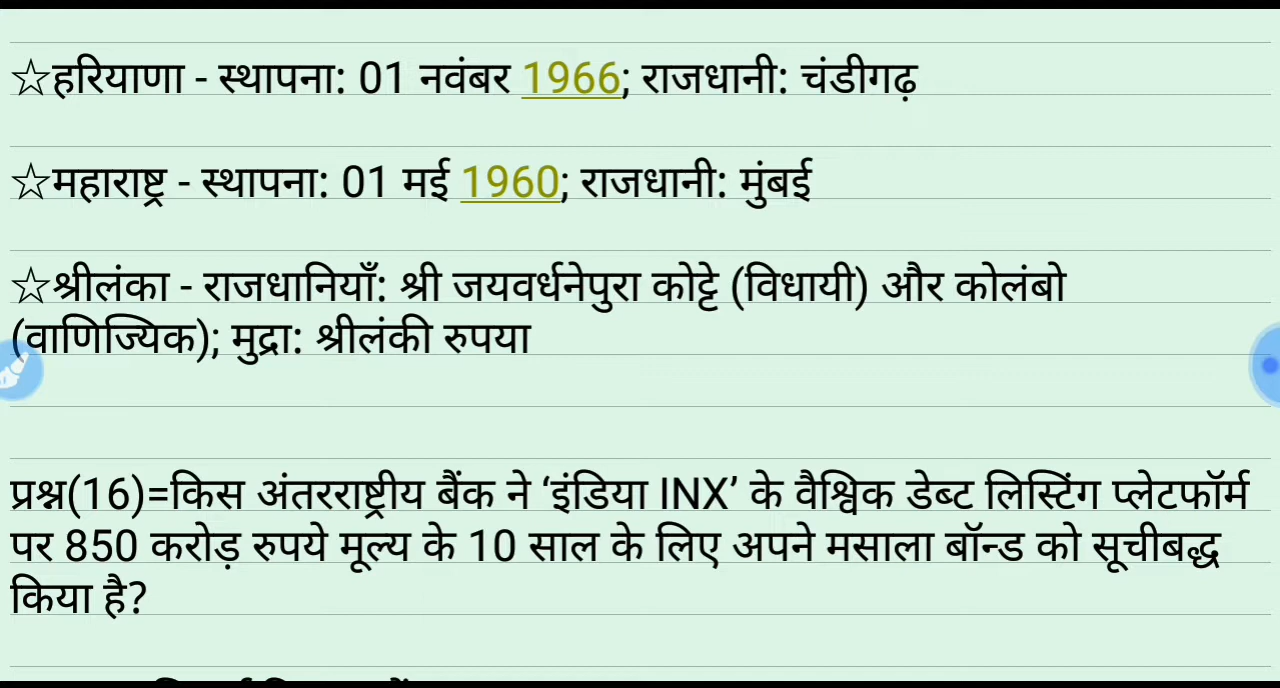 ☆हरियाणा - स्थापना: 01 नवंबर 1966; राजधानी: चंडीगढ़
☆महाराष्ट्र - स्थापना: 01 मई 1960; राजधानी: मुंबई
☆श्रीलंका - राजधानियाँ: श्री जयवर्धनेपुरा कोट्टे (विधायी) और कोलंबो
(वाणिज्यिक); मुद्रा: श्रीलंकी रुपया
प्रश्न(16)=किस अंतरराष्ट्रीय बैंक ने ‘इंडिया INX’ के वैश्विक डेब्ट लिस्टिंग प्लेटफॉर्म
पर 850 करोड़ रुपये मूल्य के 10 साल के लिए अपने मसाला बॉन्ड को सूचीबद्ध
किया है?